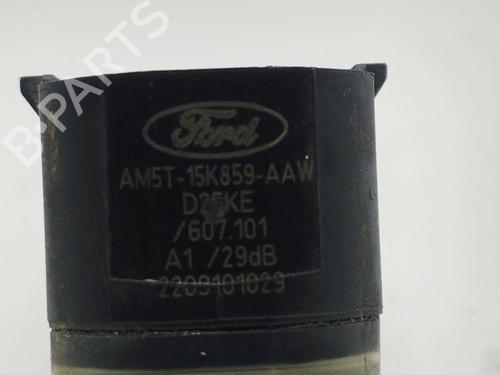 Ford
AM5T-15K859-AAW
D25KE
/607.101
A1 /29dB
2209101029
B-PARTS